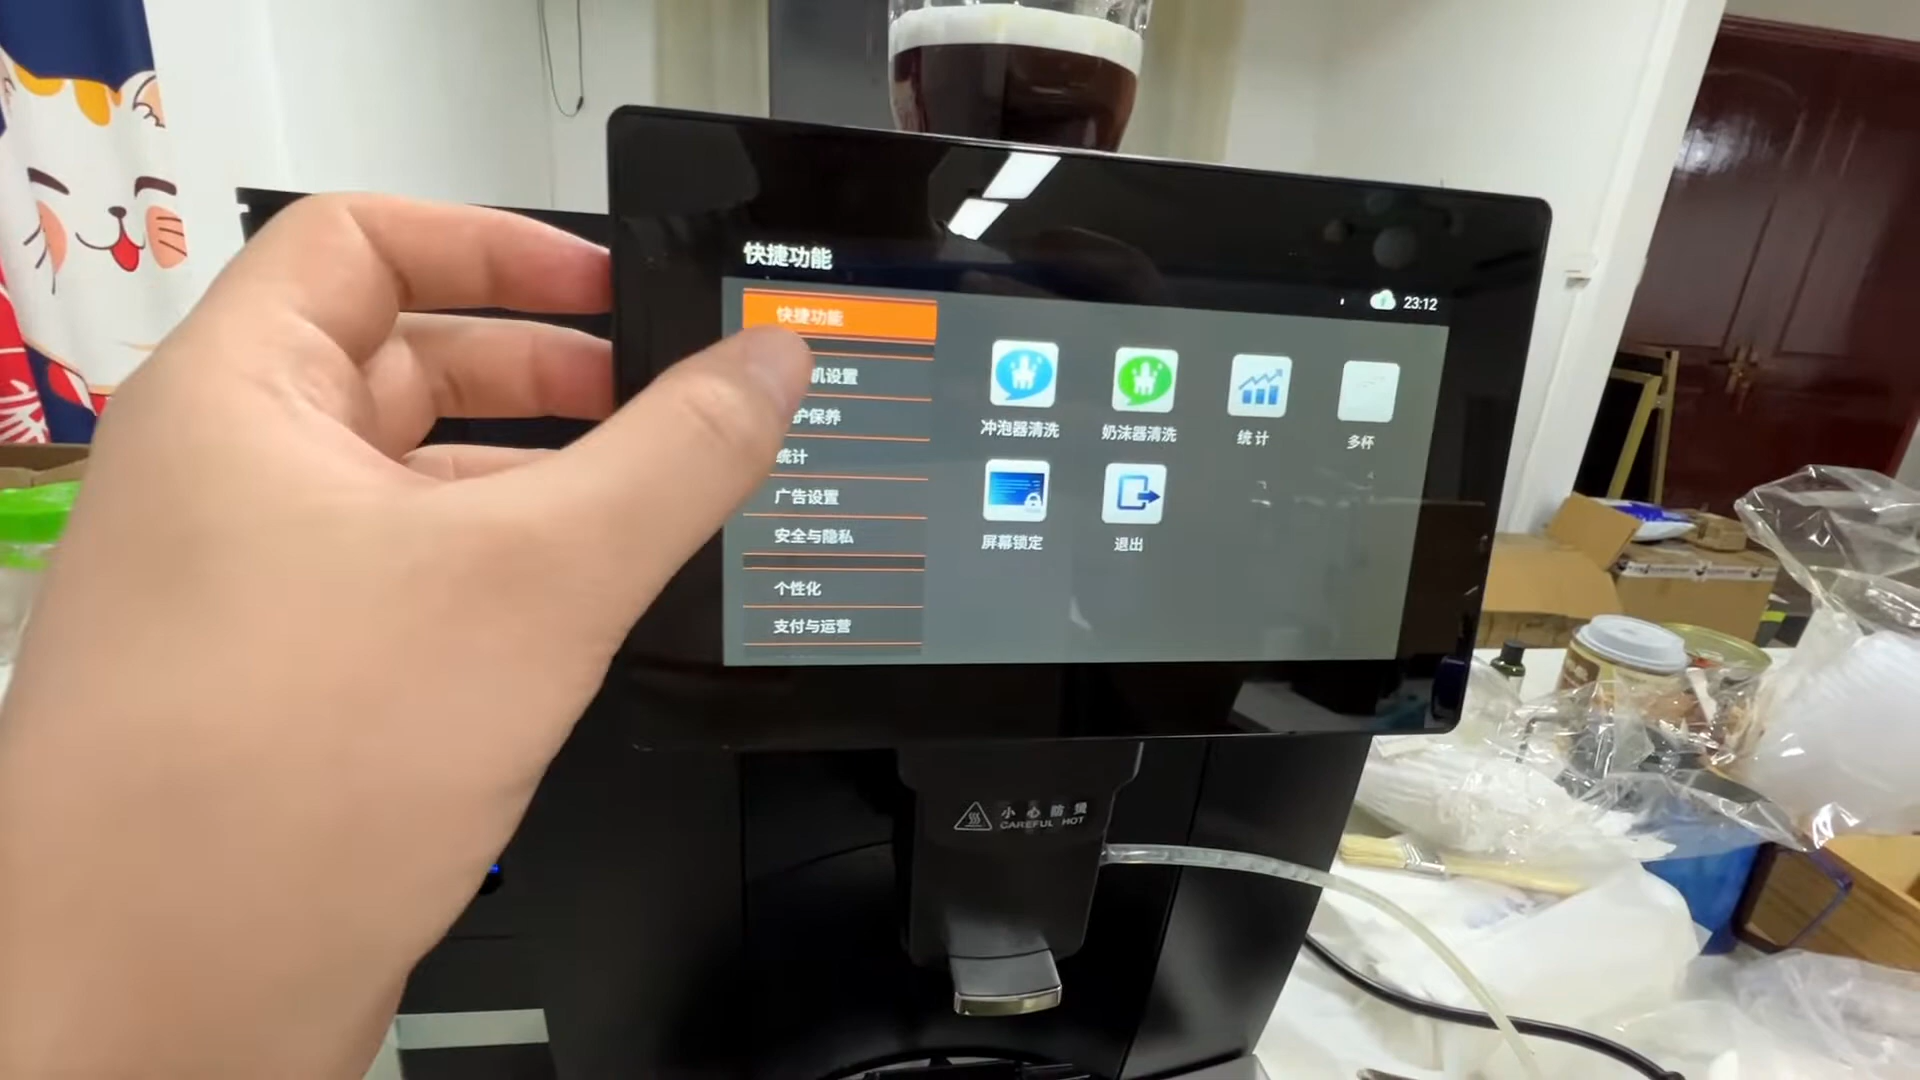 快捷功能
23:12
快捷功能
机设置
护保养
统计
广告设置
安全与隐私
个性化
支付与运营
冲泡器清洗
奶沫器清洗
统计
多杯
屏幕锁定
退出
小心防烫
CAREFUL HOT